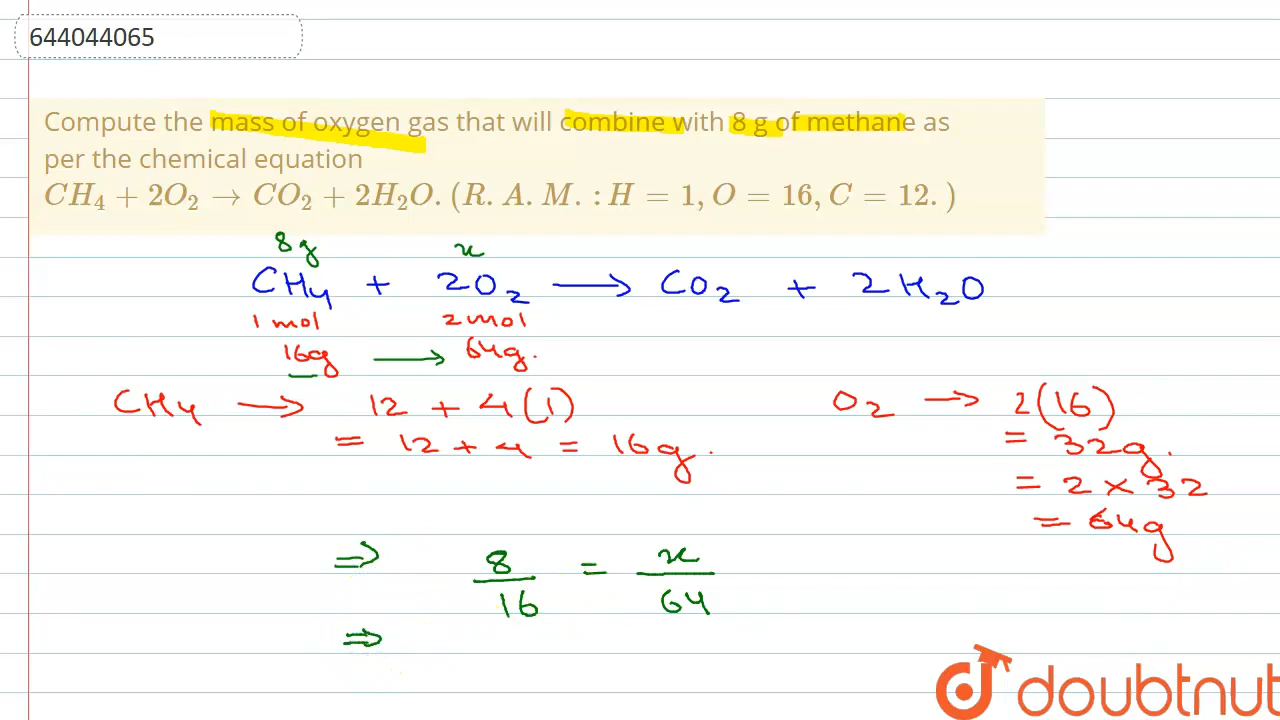 644044065
Compute the mass of oxygen gas that will combine with 8 g of methane as
per the chemical equation
CH₄ + 2O₂ → CO₂ + 2H₂O. (R. A. M. : H = 1, O = 16, C = 12. )
8g x
CH₄ + 2O₂ ⟶ CO₂ + 2H₂O
1 mol 2 mol
16g ⟶ 64g.
CH₄ ⟶ 12 + 4(1) O₂ ⟶ 2(16)
= 12 + 4 = 16g. = 32g.
= 2 × 32
= 64g
⇒ 8/16 = x/64
⇒
doubtnut